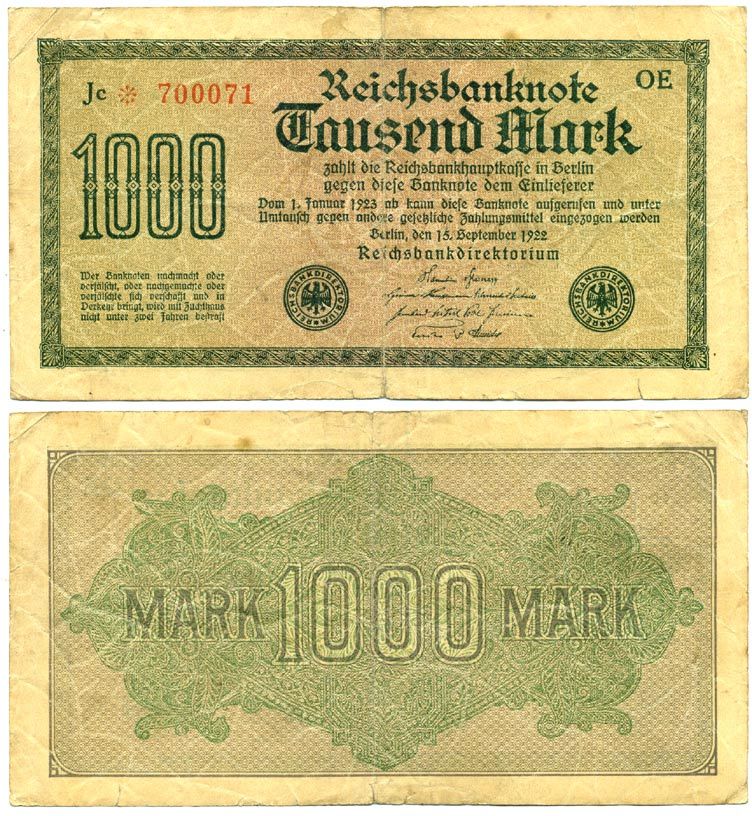 Jc * 700071
OE
Reichsbanknote
Tausend Mark
1000
zahlt die Reichsbankhauptkasse in Berlin
gegen diese Banknote dem Einlieferer
Vom 1. Januar 1923 ab kann diese Banknote aufgerufen und unter
Umtausch gegen andere gesetzliche Zahlungsmittel eingezogen werden
Berlin, den 15. September 1922
Reichsbankdirektorium
Wer Banknoten nachmacht oder
verfälscht, oder nachgemachte oder
verfälschte sich verschafft und in
Verkehr bringt, wird mit Zuchthaus
nicht unter zwei Jahren bestraft
REICHSBANKDIREKTORIUM
REICHSBANKDIREKTORIUM
MARK 1000 MARK